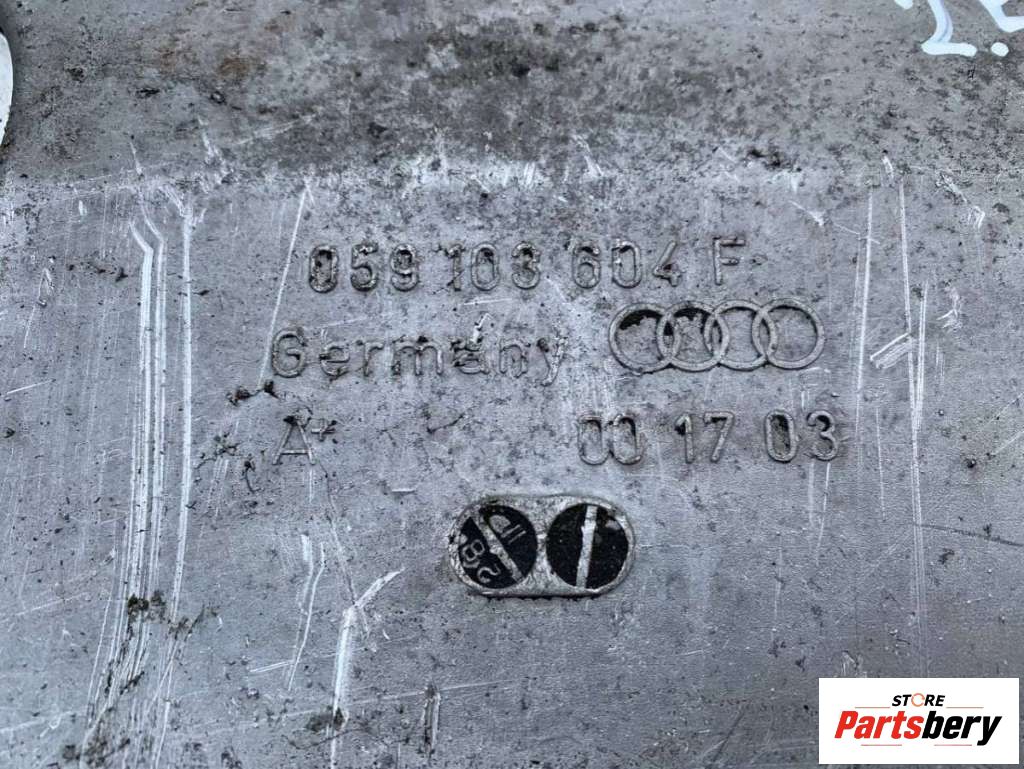 059 103 604 F
Germany
A+ 00 17 03
STORE
Partsbery